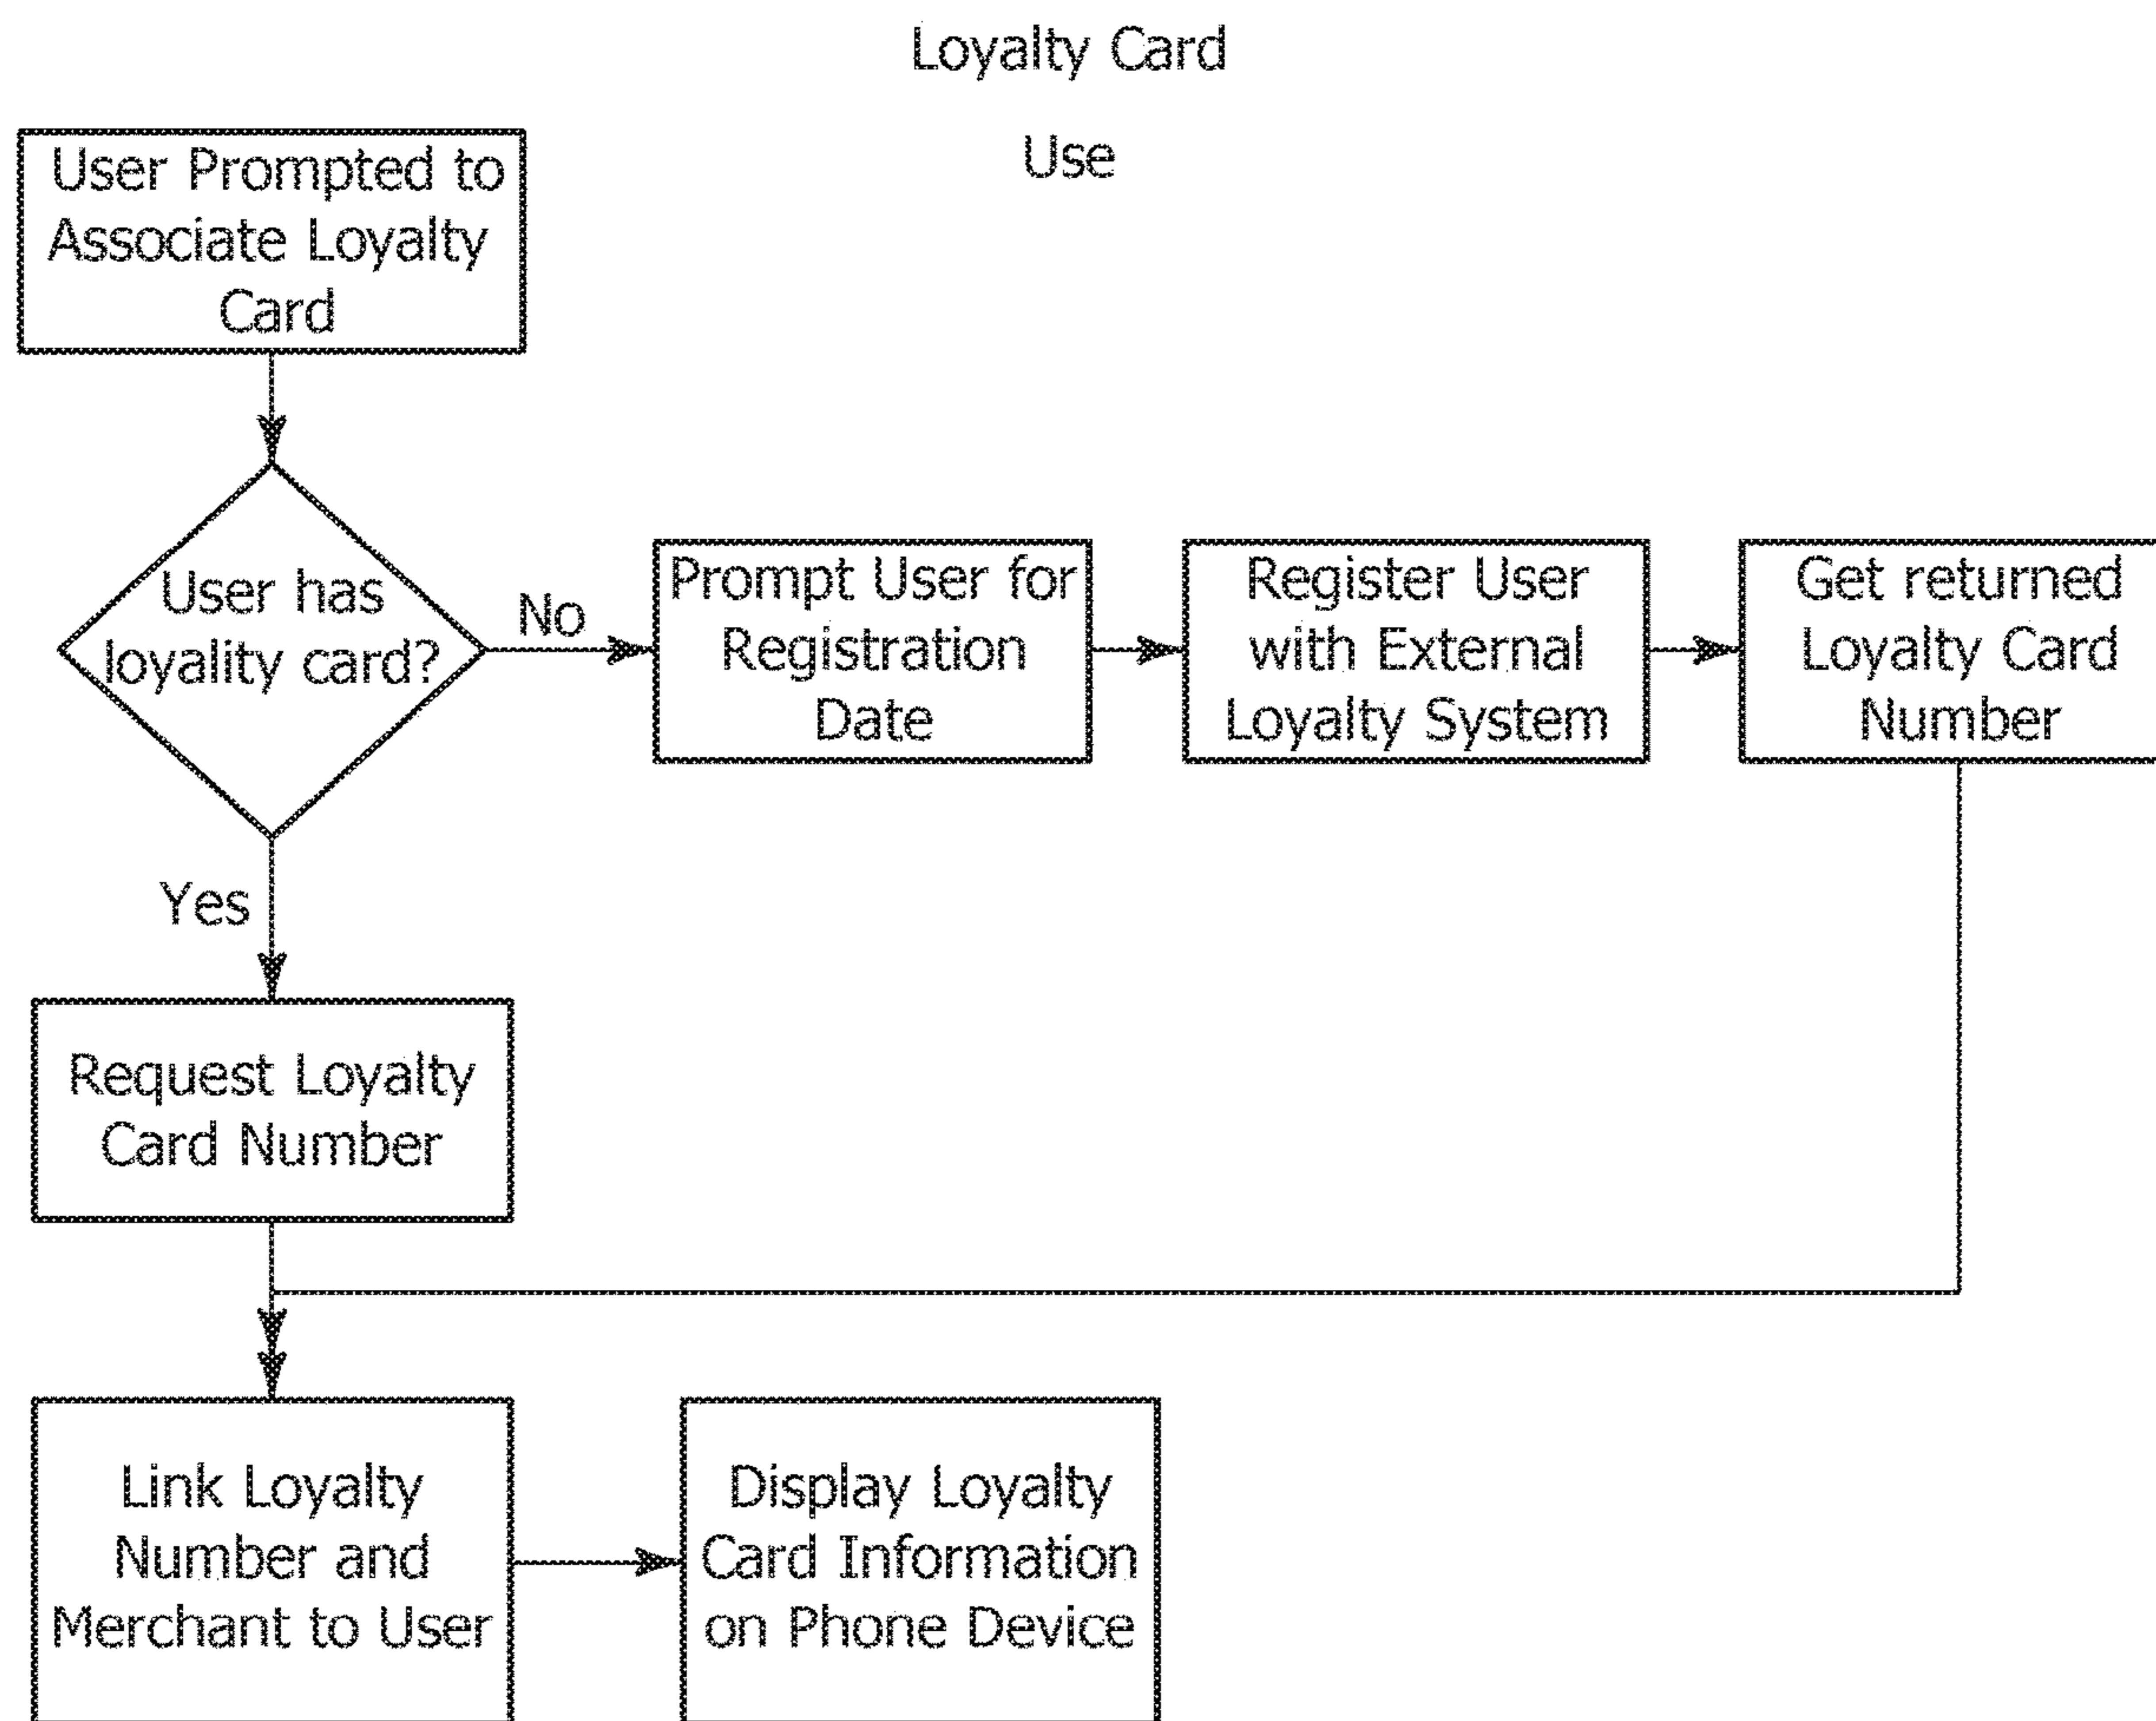 Loyalty Card
Use
User Prompted to
Associate Loyalty
Card
User has
loyality card?
No
Prompt User for
Registration
Date
Register User
with External
Loyalty System
Get returned
Loyalty Card
Number
Yes
Request Loyalty
Card Number
Link Loyalty
Number and
Merchant to User
Display Loyalty
Card Information
on Phone Device